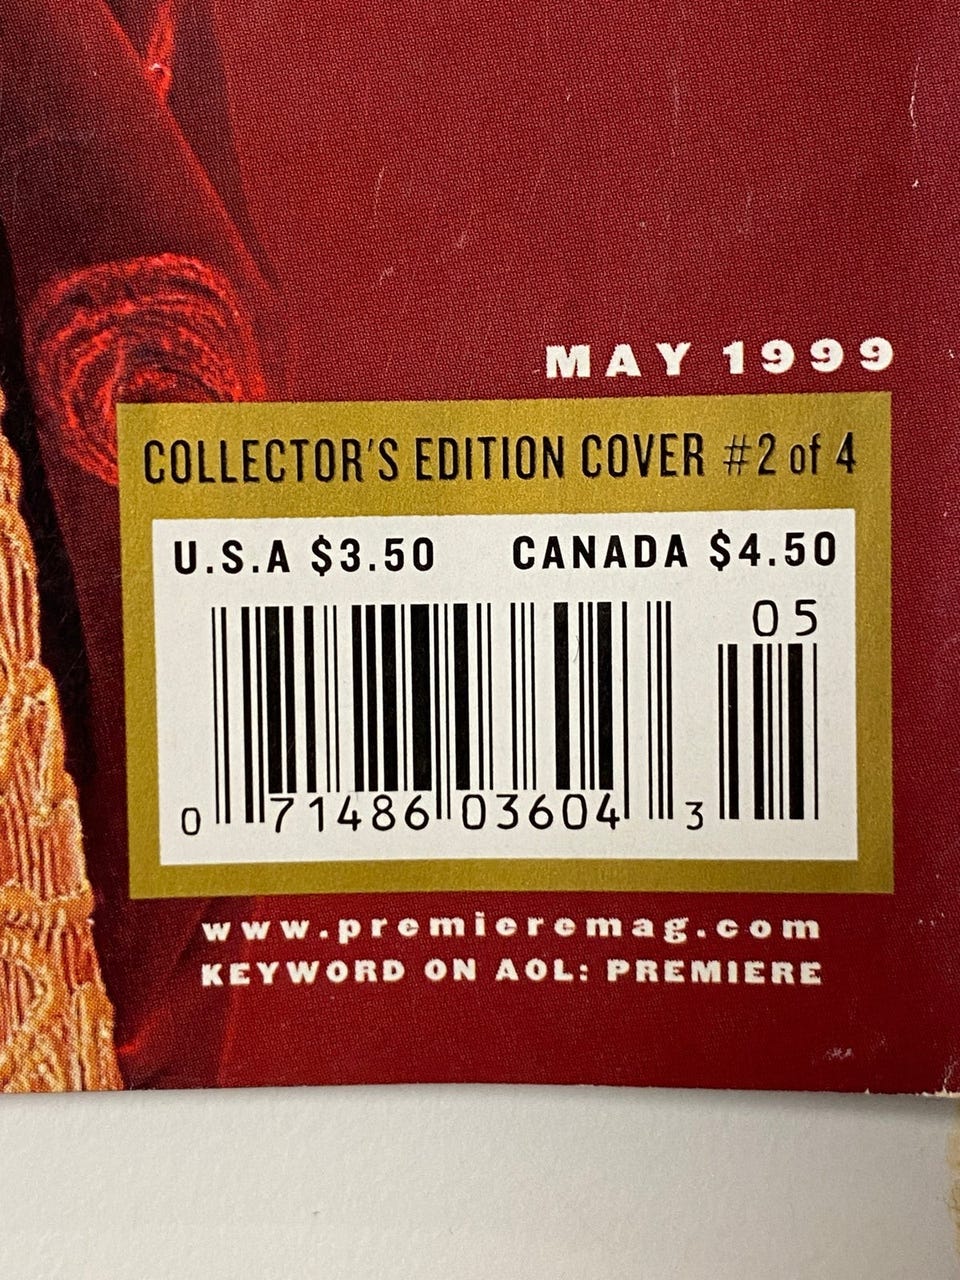 MAY 1999
COLLECTOR'S EDITION COVER #2 of 4
U.S.A $3.50 CANADA $4.50
05
0 71486 03604 3
www.premieremag.com
KEYWORD ON AOL: PREMIERE